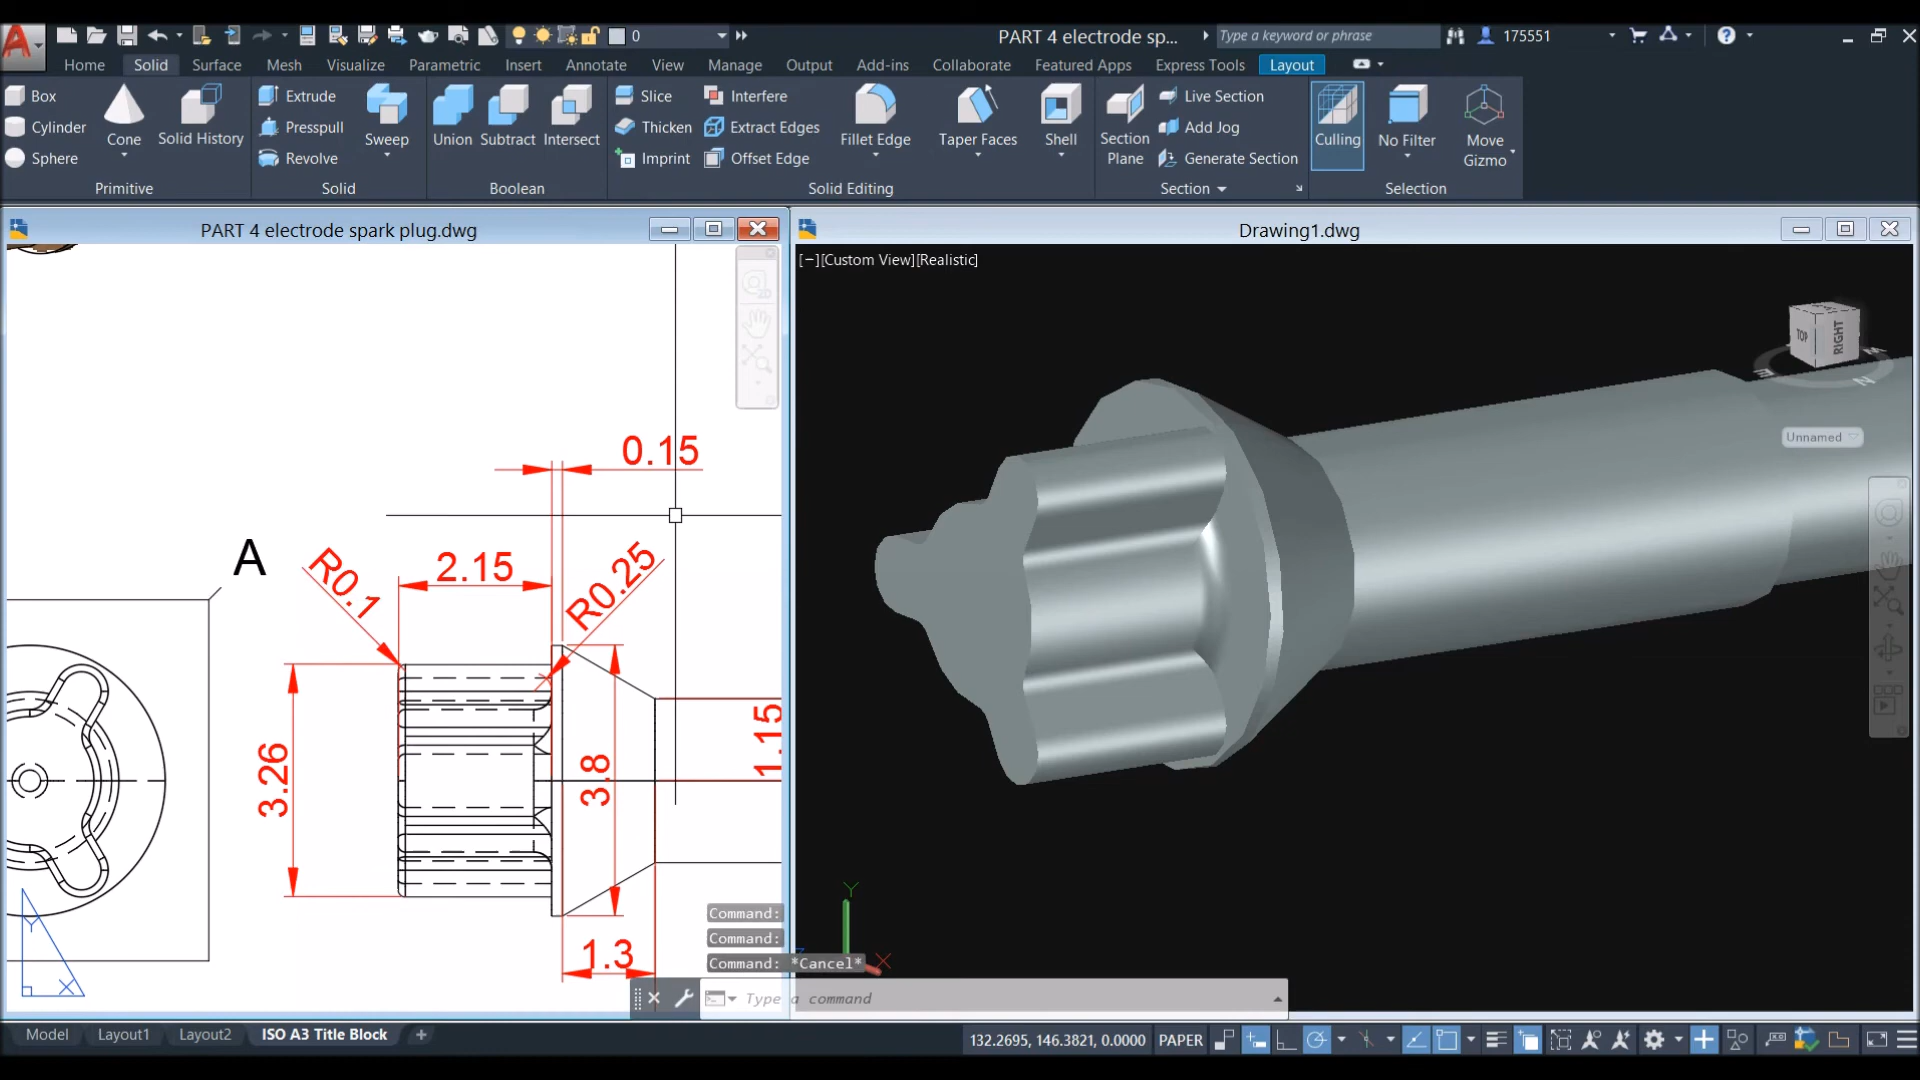 0
PART 4 electrode sp...
Type a keyword or phrase
175551
Home
Solid
Surface
Mesh
Visualize
Parametric
Insert
Annotate
View
Manage
Output
Add-ins
Collaborate
Featured Apps
Express Tools
Layout
Box
Cylinder
Sphere
Cone
Solid History
Primitive
Extrude
Presspull
Revolve
Sweep
Solid
Union
Subtract
Intersect
Boolean
Slice
Thicken
Imprint
Interfere
Extract Edges
Offset Edge
Fillet Edge
Taper Faces
Shell
Solid Editing
Section
Plane
Live Section
Add Jog
Generate Section
Section
Culling
No Filter
Move
Gizmo
Selection
PART 4 electrode spark plug.dwg
Drawing1.dwg
[−][Custom View][Realistic]
TOP
RIGHT
Unnamed
0.15
A
R0.1
2.15
R0.25
3.26
3.8
1.15
1.3
Y
X
Y
X
Command:
Command:
Command: *Cancel*
Type a command
Model
Layout1
Layout2
ISO A3 Title Block
132.2695, 146.3821, 0.0000
PAPER